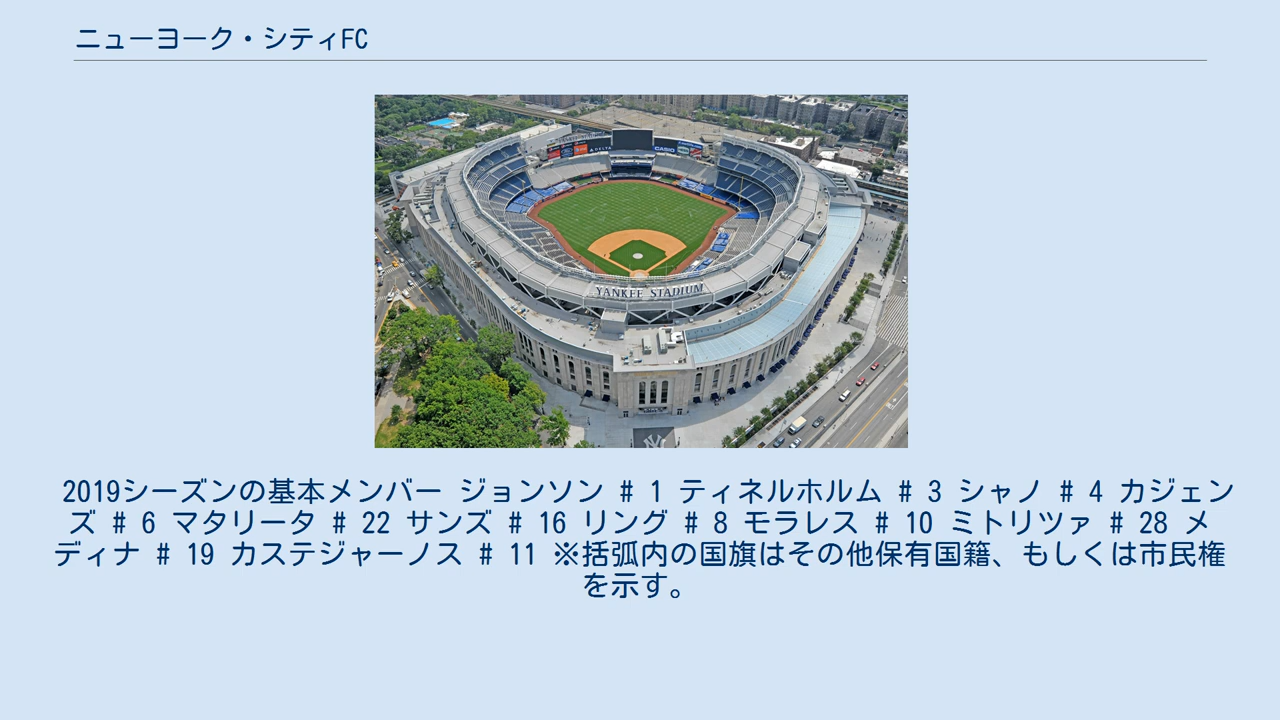 ニューヨーク・シティFC
DELTA
CASIO
YANKEE STADIUM
2019シーズンの基本メンバー ジョンソン # 1 ティネルホルム # 3 シャノ # 4 カジェン
ズ # 6 マタリータ # 22 サンズ # 16 リング # 8 モラレス # 10 ミトリツァ # 28 メ
ディナ # 19 カステジャーノス # 11 ※括弧内の国旗はその他保有国籍、もしくは市民権
を示す。